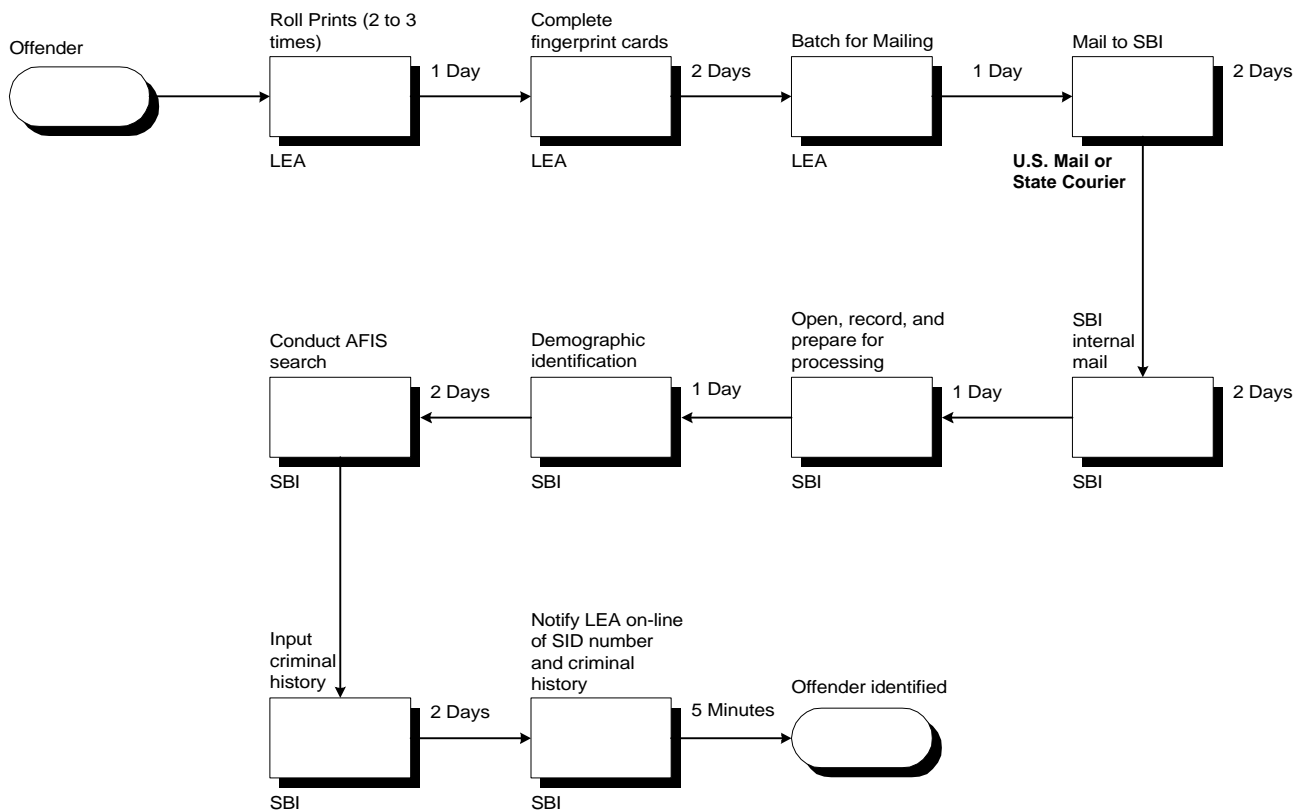 Offender
Roll Prints (2 to 3
times)
1 Day
LEA
Complete
fingerprint cards
2 Days
LEA
Batch for Mailing
1 Day
LEA
Mail to SBI
2 Days
U.S. Mail or
State Courier
SBI
internal
mail
2 Days
SBI
Open, record, and
prepare for
processing
1 Day
SBI
Demographic
identification
1 Day
SBI
Conduct AFIS
search
2 Days
SBI
Input
criminal
history
2 Days
SBI
Notify LEA on-line
of SID number
and criminal
history
5 Minutes
SBI
Offender identified